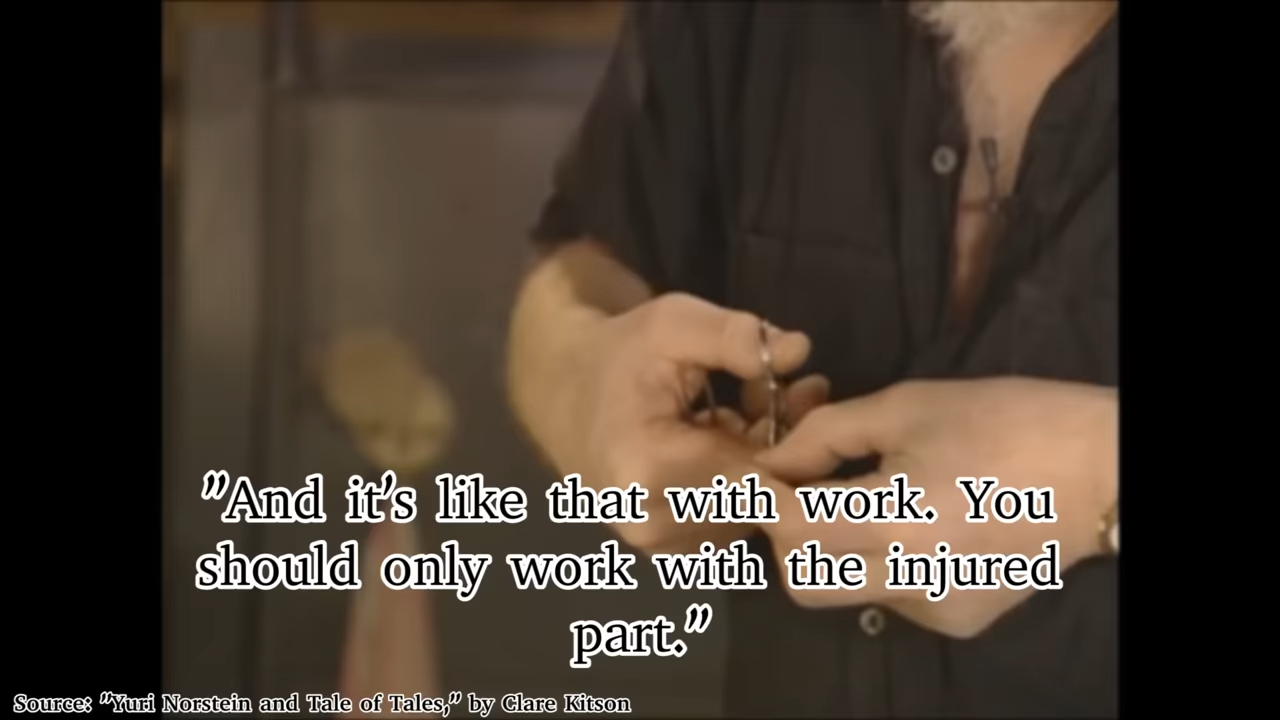 "And it's like that with work. You
should only work with the injured
part."
Source: "Yuri Norstein and Tale of Tales," by Clare Kitson